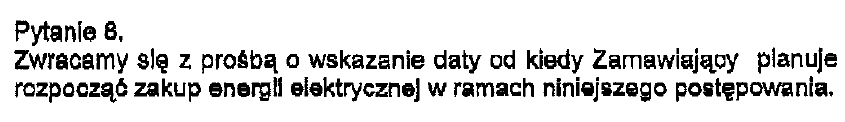 Pytanie 8.
Zwracamy się z prośbą o wskazanie daty od kiedy Zamawiający planuje
rozpocząć zakup energii elektrycznej w ramach niniejszego postępowania.